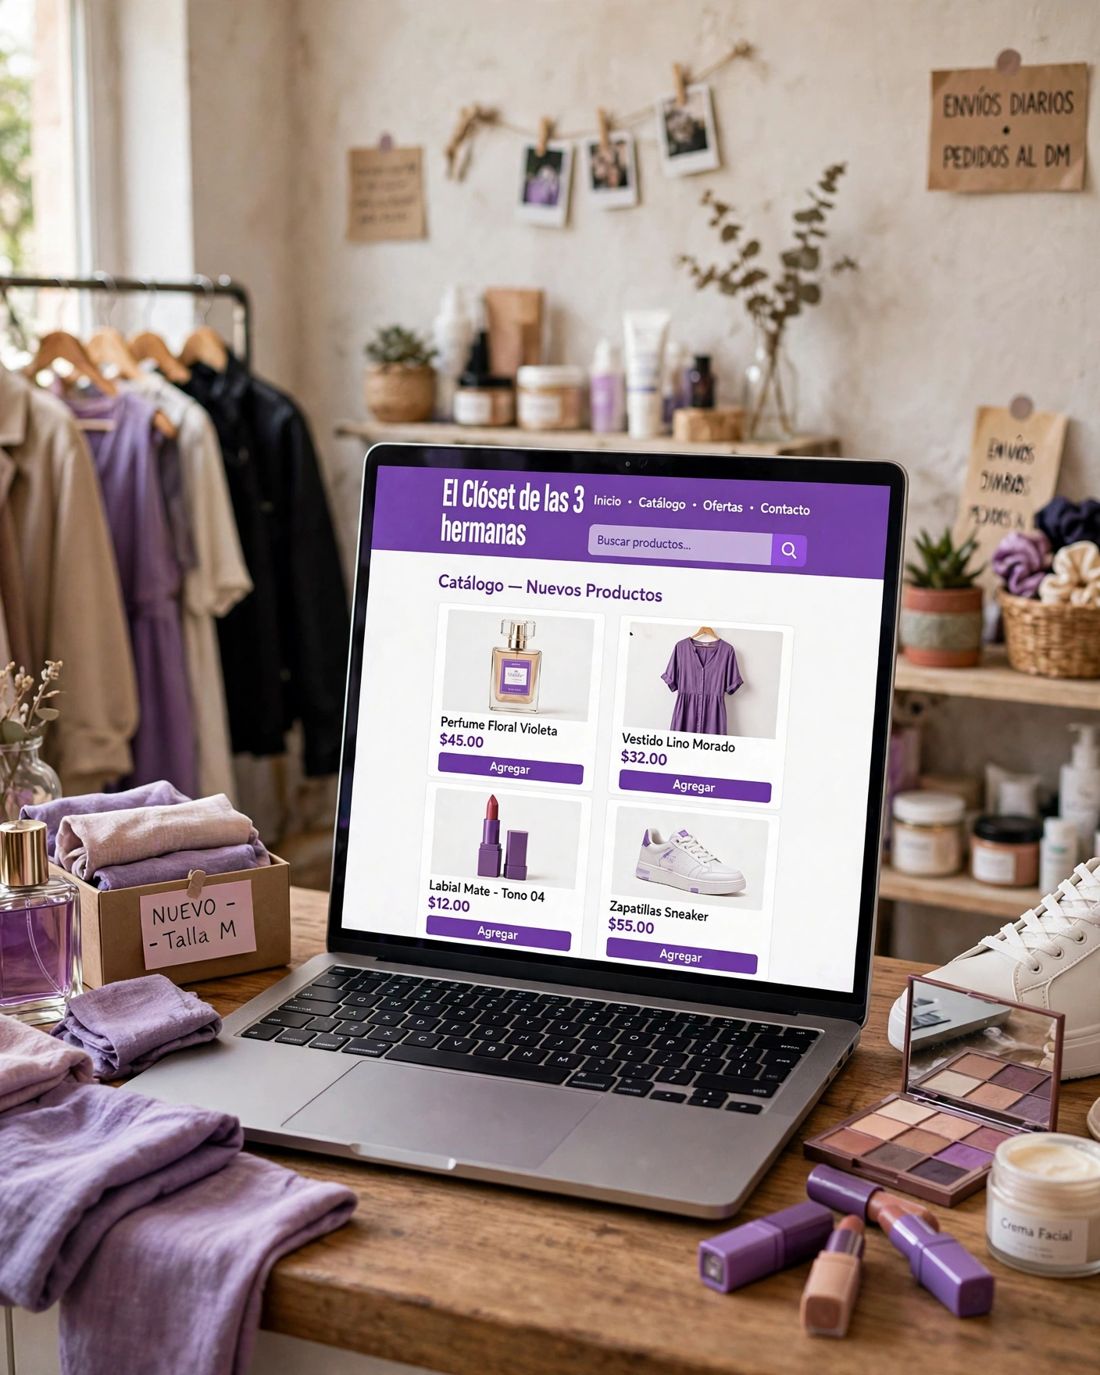 ENVÍOS DIARIOS
•
PEDIDOS AL DM
ENVIOS
DIARIOS
El Clóset de las 3
hermanas
Inicio • Catálogo • Ofertas • Contacto
Buscar productos...
Catálogo — Nuevos Productos
Perfume Floral Violeta
$45.00
Agregar
Vestido Lino Morado
$32.00
Agregar
Labial Mate - Tono 04
$12.00
Agregar
Zapatillas Sneaker
$55.00
Agregar
NUEVO -
- Talla M
Crema Facial